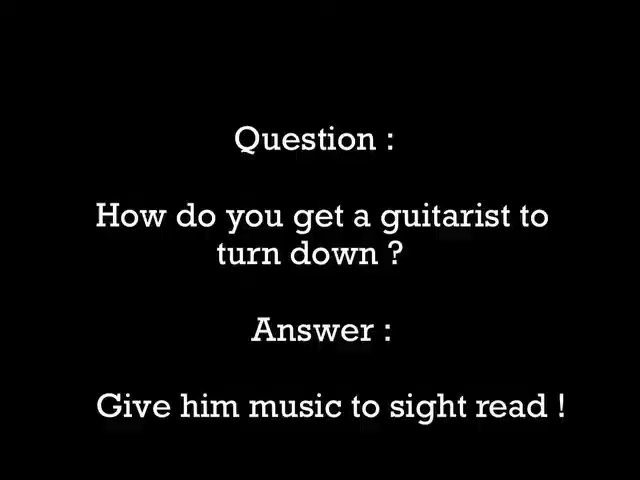 Question :
How do you get a guitarist to
turn down ?
Answer :
Give him music to sight read !